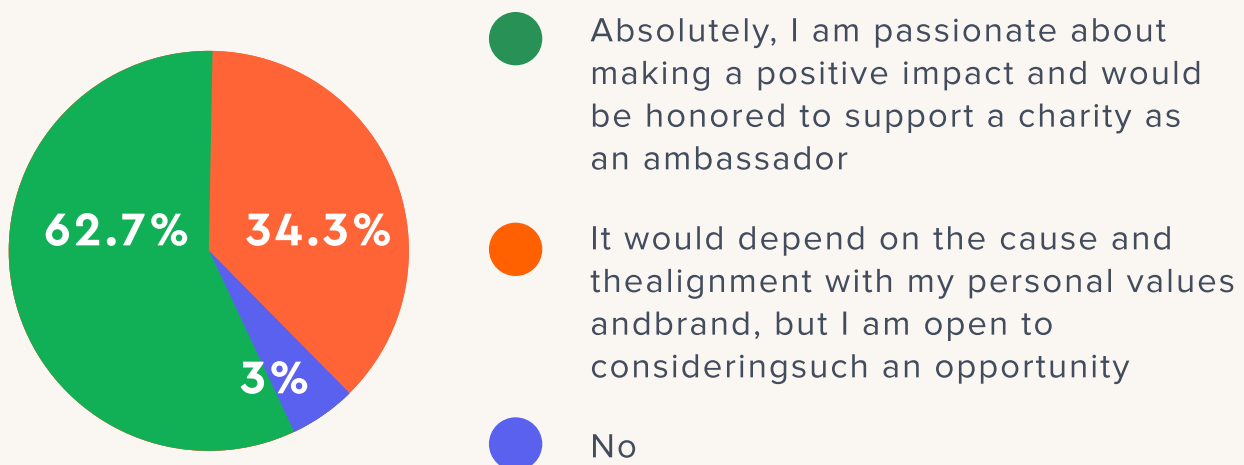 62.7%
34.3%
3%
Absolutely, I am passionate about
making a positive impact and would
be honored to support a charity as
an ambassador
It would depend on the cause and
thealignment with my personal values
andbrand, but I am open to
consideringsuch an opportunity
No